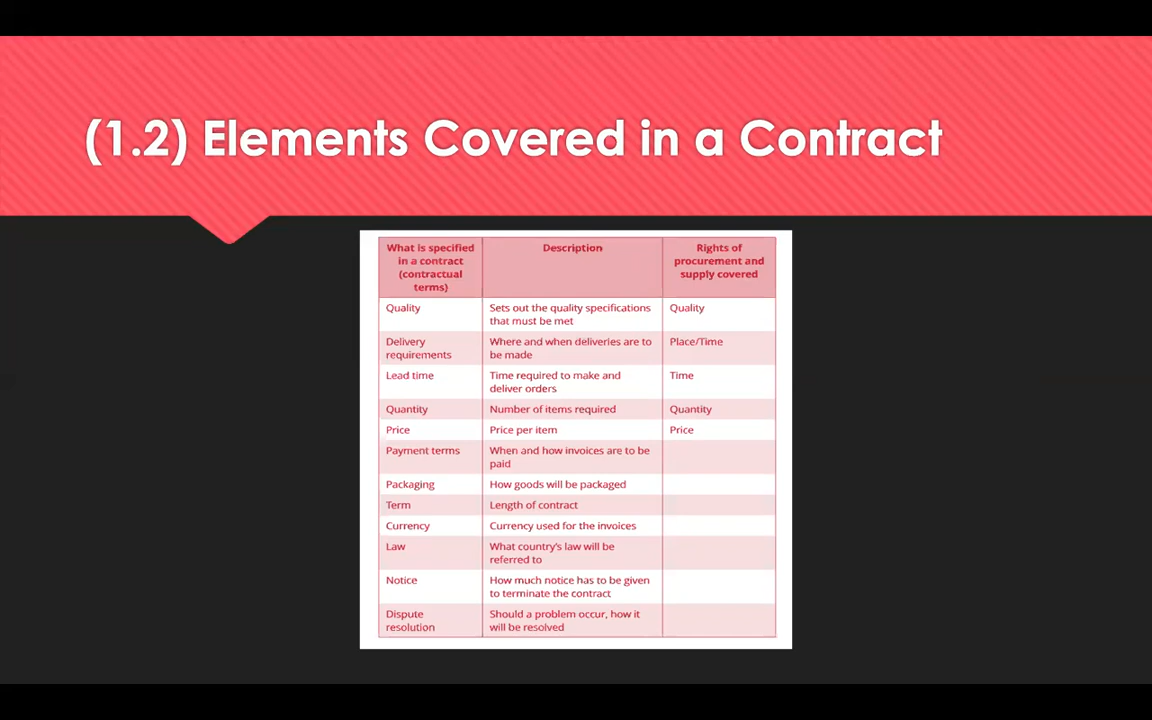 (1.2) Elements Covered in a Contract
What is specified
in a contract
(contractual
terms)
Description
Rights of
procurement and
supply covered
Quality
Sets out the quality specifications
that must be met
Quality
Delivery
requirements
Where and when deliveries are to
be made
Place/Time
Lead time
Time required to make and
deliver orders
Time
Quantity
Number of items required
Quantity
Price
Price per item
Price
Payment terms
When and how invoices are to be
paid
Packaging
How goods will be packaged
Term
Length of contract
Currency
Currency used for the invoices
Law
What country's law will be
referred to
Notice
How much notice has to be given
to terminate the contract
Dispute
resolution
Should a problem occur, how it
will be resolved